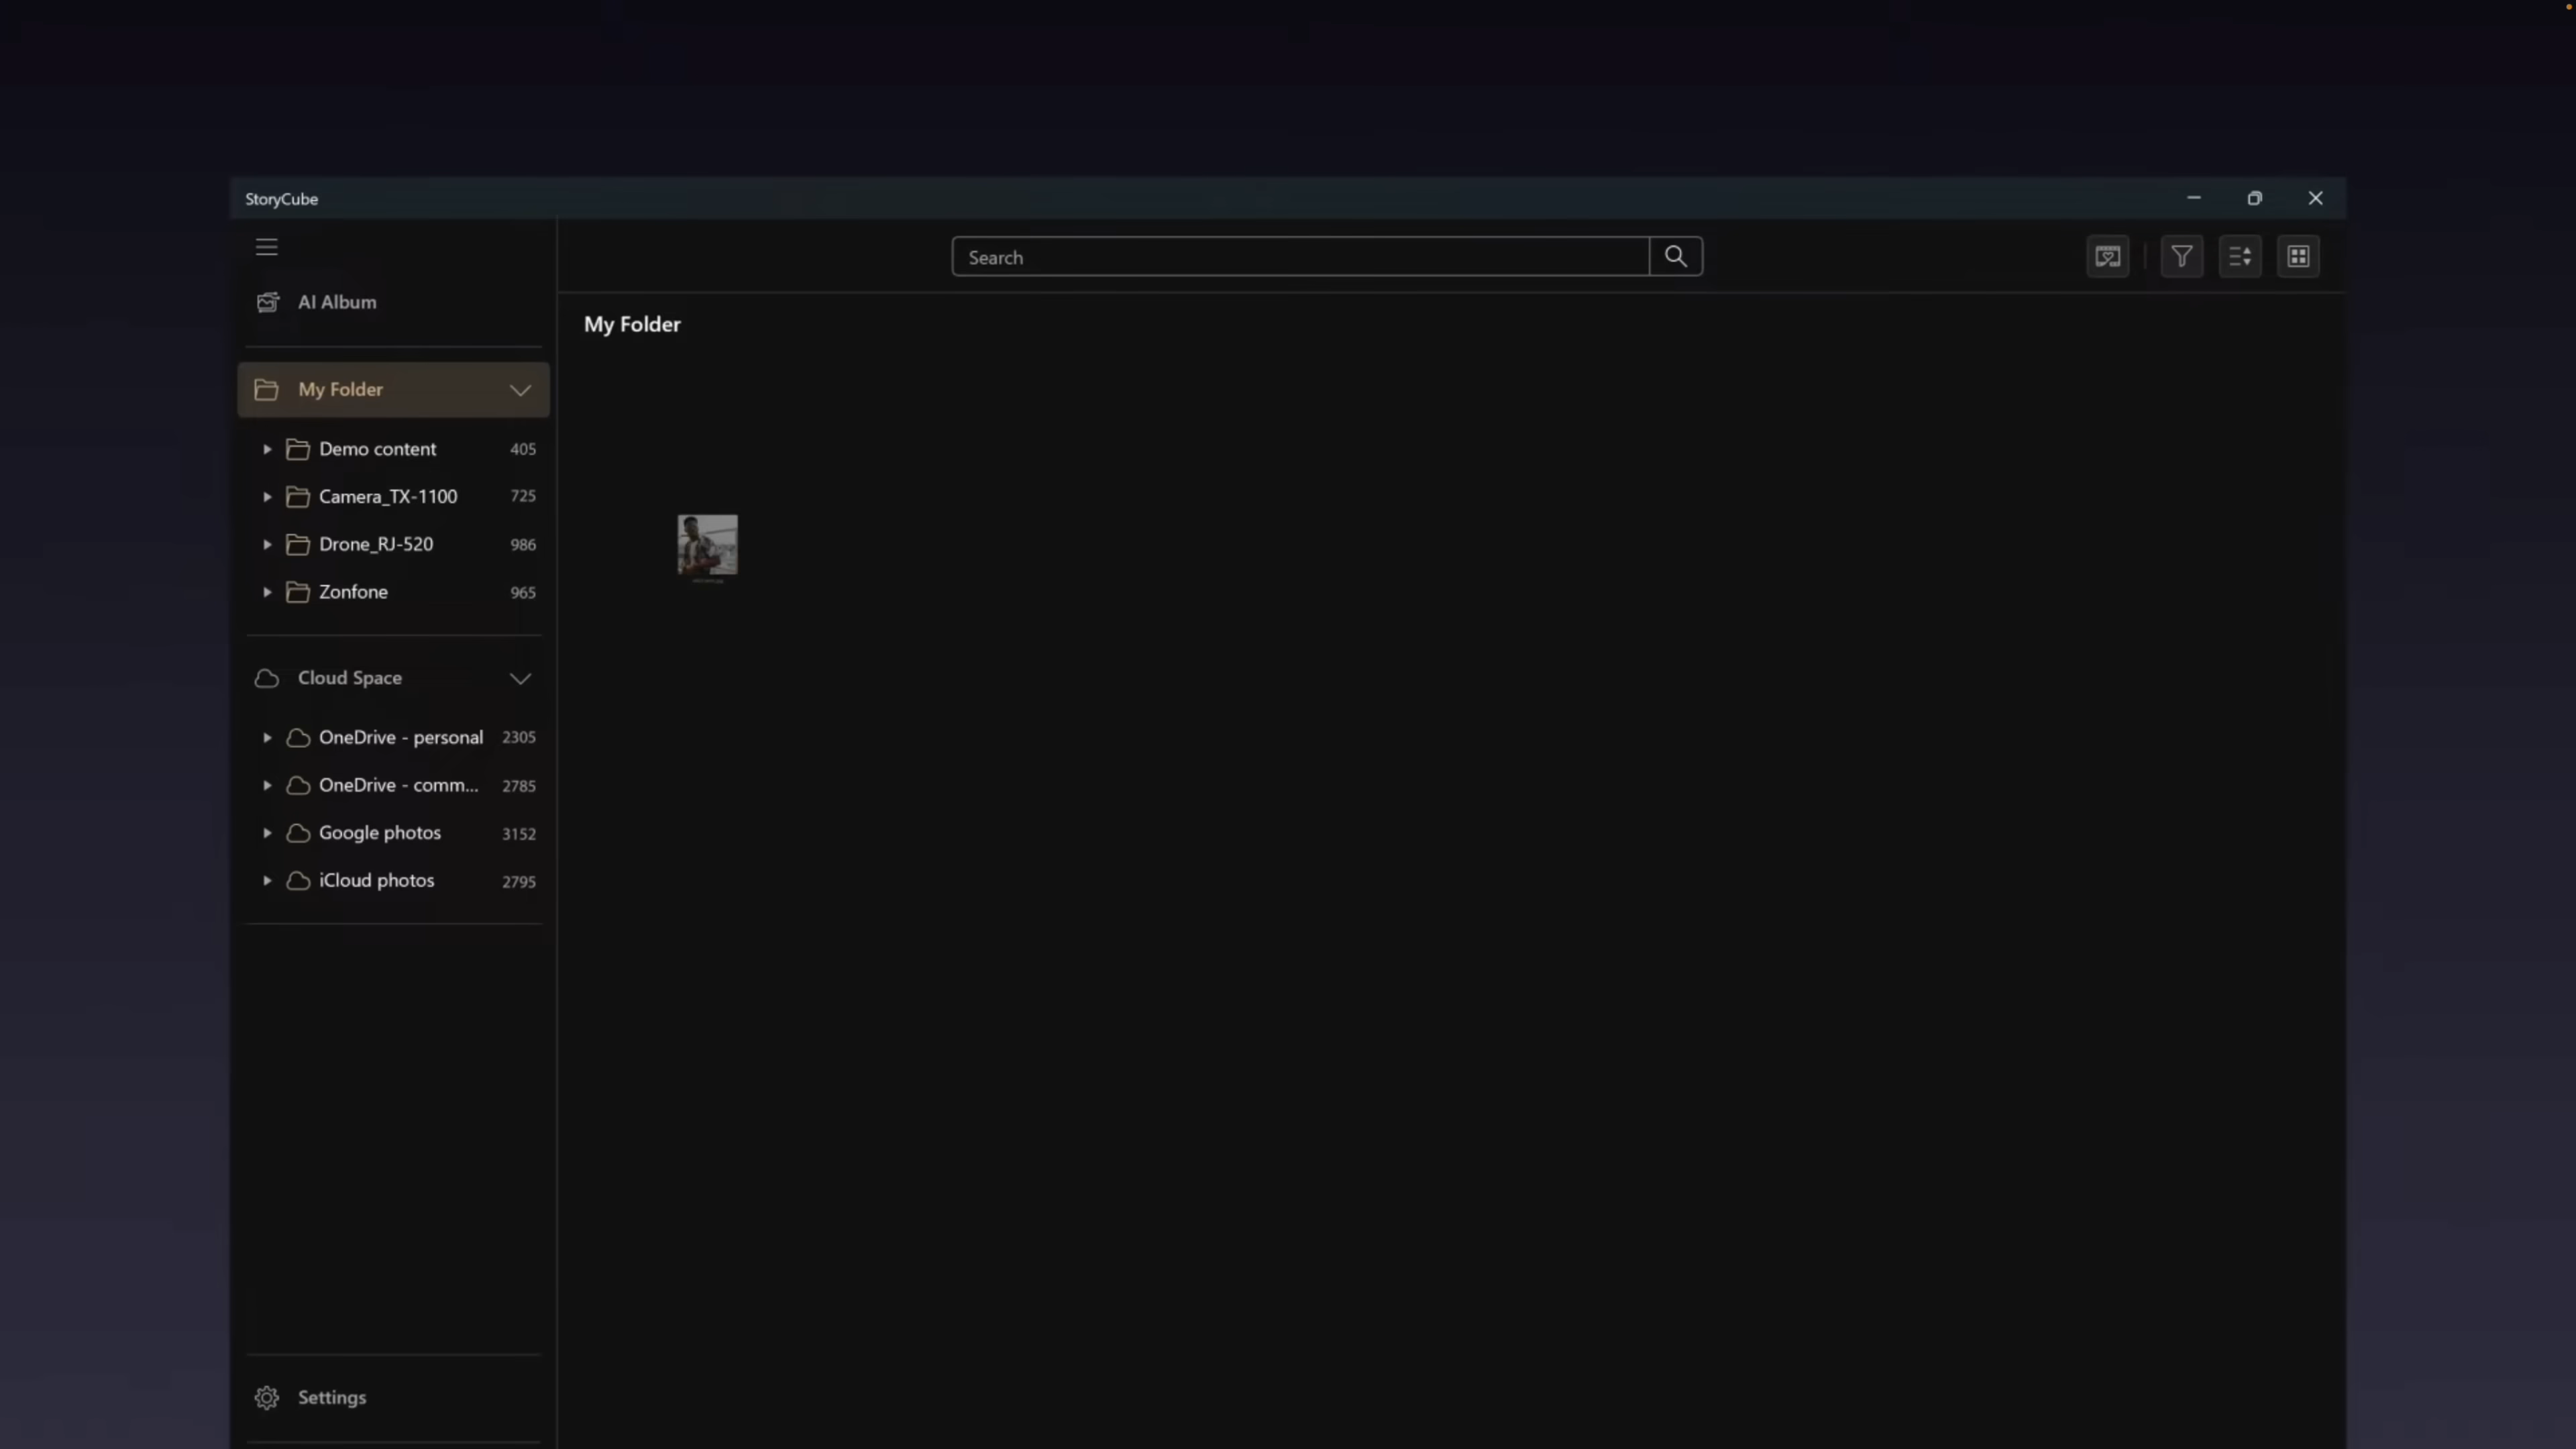 StoryCube
Search
AI Album
My Folder
My Folder
Demo content 405
Camera_TX-1100 725
Drone_RJ-520 986
Zonfone 965
Cloud Space
OneDrive - personal 2305
OneDrive - comm... 2785
Google photos 3152
iCloud photos 2795
Settings